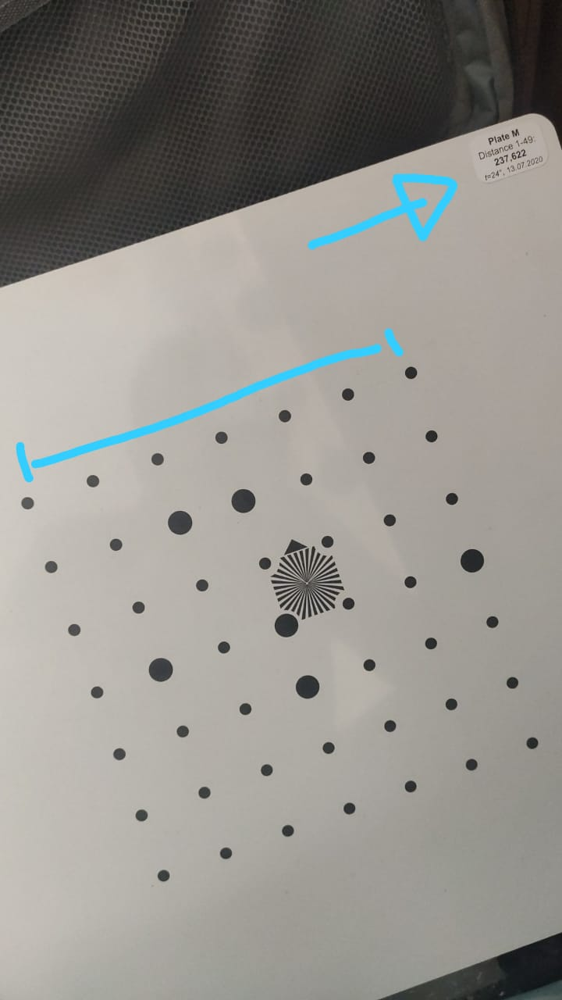 Plate M
Distance 1-49:
237,622
t=24°, 13.07.2020